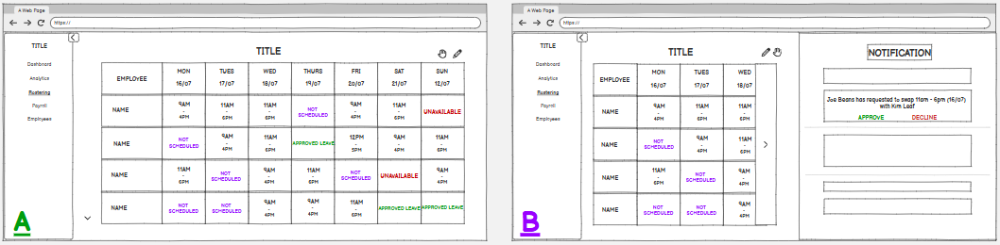 A Web Page
https://
TITLE
Dashboard
Analytics
Rostering
Payroll
Employees
A
TITLE
EMPLOYEE MON 16/07 TUES 17/07 WED 18/07 THURS 19/07 FRI 20/07 SAT 21/07 SUN 12/07
NAME 9AM - 4PM 11AM - 6PM 11AM - 6PM NOT SCHEDULED 9AM - 4PM 9AM - 4PM UNAVAILABLE
NAME NOT SCHEDULED 9AM - 4PM 11AM - 6PM APPROVED LEAVE 12PM - 5PM 9AM - 4PM 11AM - 6PM
NAME 11AM - 6PM NOT SCHEDULED 9AM - 4PM 11AM - 6PM NOT SCHEDULED UNAVAILABLE 9AM - 4PM
NAME NOT SCHEDULED NOT SCHEDULED 9AM - 4PM 9AM - 4PM 11AM - 6PM APPROVED LEAVE APPROVED LEAVE
A Web Page
https://
TITLE
Dashboard
Analytics
Rostering
Payroll
Employees
B
TITLE
EMPLOYEE MON 16/07 TUES 17/07 WED 18/07
NAME 9AM - 4PM 11AM - 6PM 11AM - 6PM
NAME NOT SCHEDULED 9AM - 4PM 11AM - 6PM
NAME 11AM - 6PM NOT SCHEDULED 9AM - 4PM
NAME NOT SCHEDULED NOT SCHEDULED 9AM - 4PM
NOTIFICATION
Joe Beans has requested to swap 11am - 6pm (16/07)
with Kim Leaf
APPROVE DECLINE